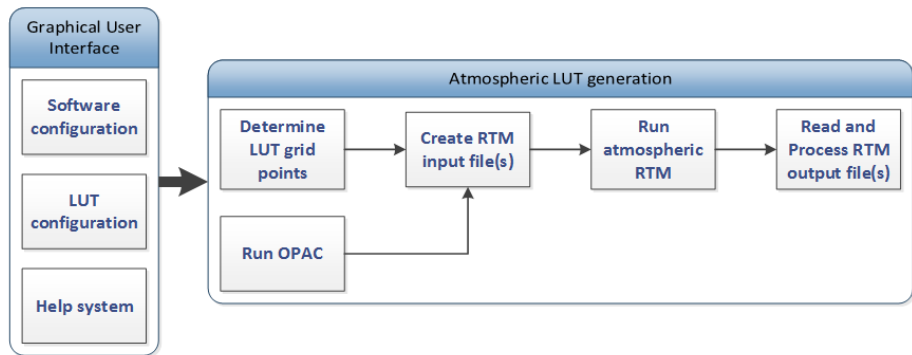 Graphical User
Interface
Software
configuration
LUT
configuration
Help system
Atmospheric LUT generation
Determine
LUT grid
points
Create RTM
input file(s)
Run
atmospheric
RTM
Read and
Process RTM
output file(s)
Run OPAC